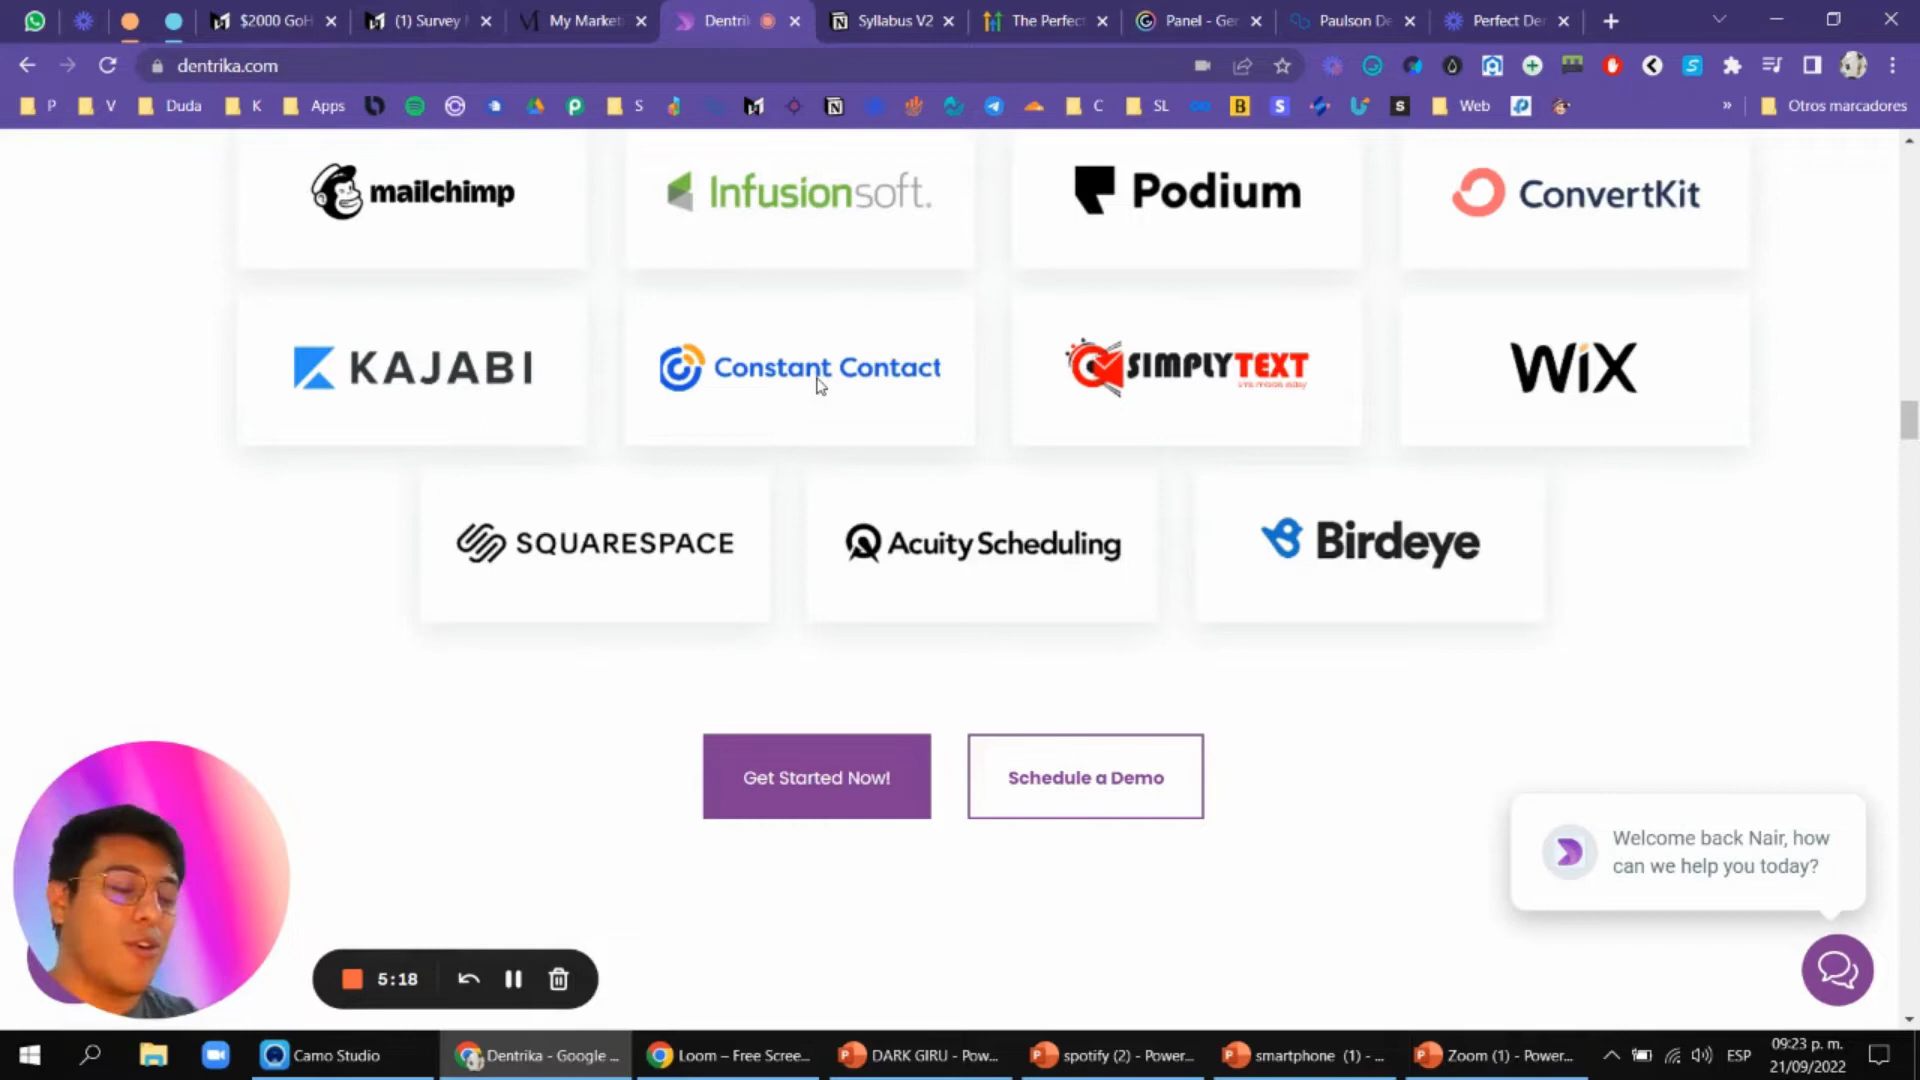 $2000 GoH
(1) Survey
My Market
Dentrik
Syllabus V2
The Perfect
Panel - Ger
Paulson De
Perfect Der
dentrika.com
P
V
Duda
K
Apps
S
C
SL
Web
»
Otros marcadores
mailchimp
Infusionsoft.
Podium
ConvertKit
KAJABI
Constant Contact
SIMPLYTEXT
WiX
SQUARESPACE
Acuity Scheduling
Birdeye
Get Started Now!
Schedule a Demo
Welcome back Nair, how
can we help you today?
5:18
Camo Studio
Dentrika - Google ...
Loom – Free Scree...
DARK GIRU - Pow...
spotify (2) - Power...
smartphone (1) - ...
Zoom (1) - Power...
ESP
09:23 p. m.
21/09/2022